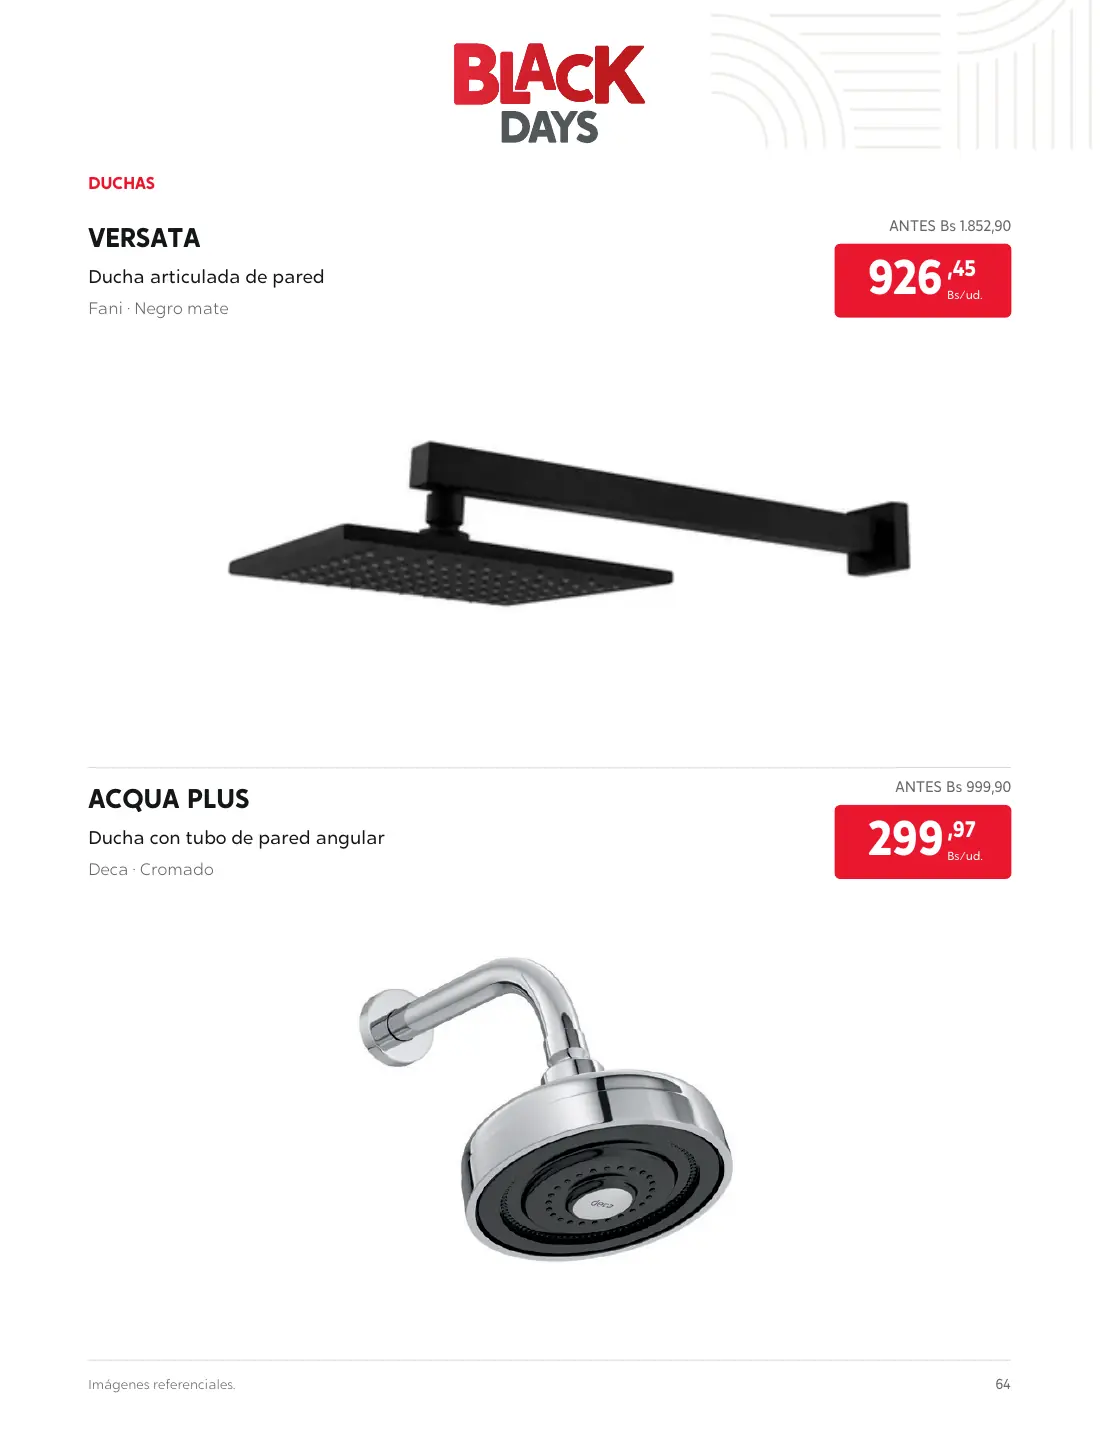 BLACK
DAYS
DUCHAS
VERSATA
Ducha articulada de pared
Fani · Negro mate
ANTES Bs 1.852,90
926,45
Bs/ud.
ACQUA PLUS
Ducha con tubo de pared angular
Deca · Cromado
ANTES Bs 999,90
299,97
Bs/ud.
deca
Imágenes referenciales.
64